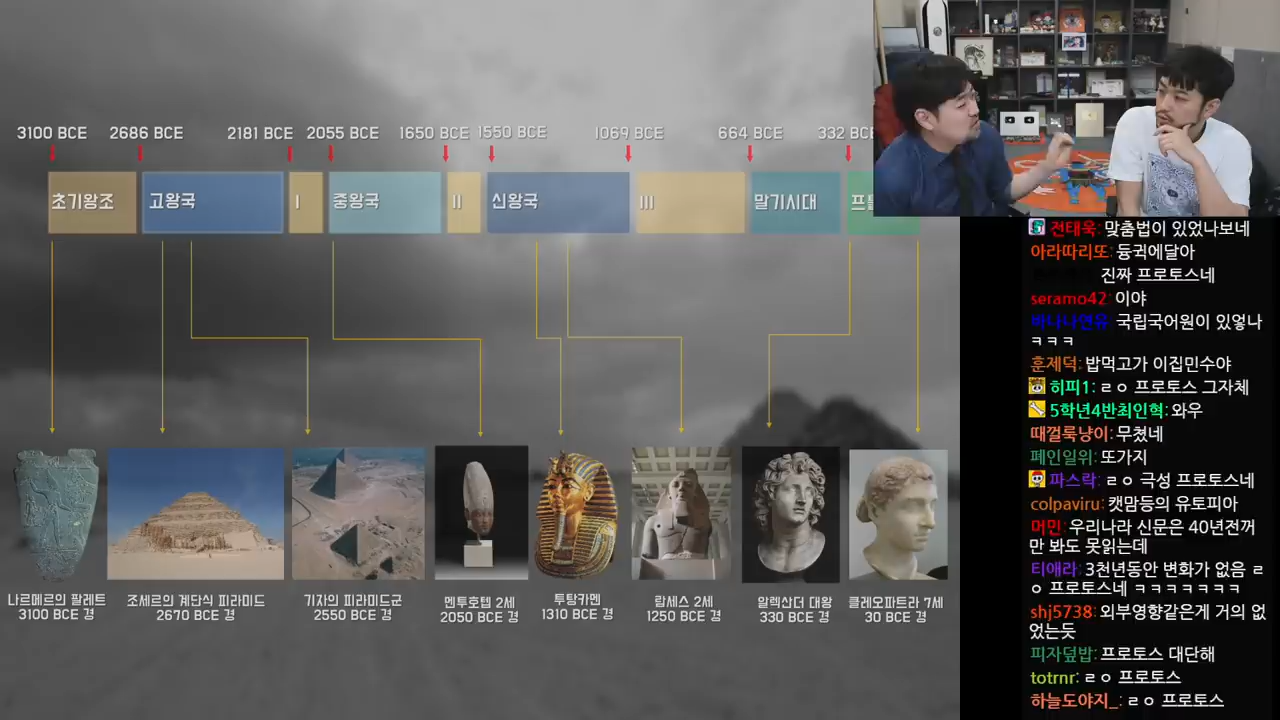 3100 BCE
2686 BCE
2181 BCE
2055 BCE
1650 BCE
1550 BCE
1069 BCE
664 BCE
332 BCE
초기왕조
고왕국
I
중왕국
II
신왕국
III
말기시대
나르메르의 팔레트
3100 BCE 경
조세르의 계단식 피라미드
2670 BCE 경
기자의 피라미드군
2550 BCE 경
멘투호텝 2세
2050 BCE 경
투탕카멘
1310 BCE 경
람세스 2세
1250 BCE 경
알렉산더 대왕
330 BCE 경
클레오파트라 7세
30 BCE 경
전태욱: 맞춤법이 있었나보네
아라따리또: 듕귁에달아
진짜 프로토스네
seramo42: 이야
바나나연유: 국립국어원이 있엏나
ㅋㅋㅋ
훈제덕: 밥먹고가 이집민수야
히피1: ㄹㅇ 프로토스 그자체
5학년4반최인혁: 와우
때껄룩냥이: 무쳤네
폐인일위: 또가지
파스락: ㄹㅇ 극성 프로토스네
colpaviru: 캣맘등의 유토피아
머민: 우리나라 신문은 40년전꺼
만 봐도 못읽는데
티애라: 3천년동안 변화가 없음 ㄹ
ㅇ 프로토스네 ㅋㅋㅋㅋㅋㅋㅋ
shj5738: 외부영향같은게 거의 없
었는듯
피자덮밥: 프로토스 대단해
totrnr: ㄹㅇ 프로토스
하늘도야지_: ㄹㅇ 프로토스